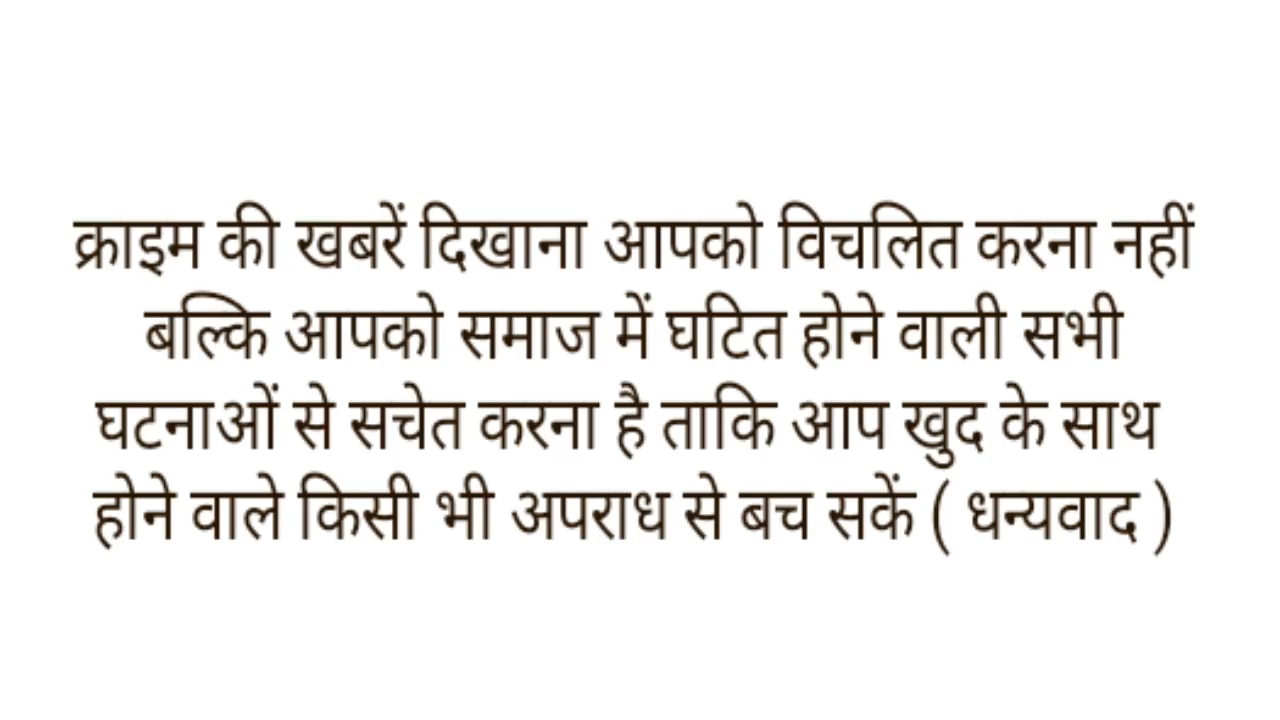 क्राइम की खबरें दिखाना आपको विचलित करना नहीं
बल्कि आपको समाज में घटित होने वाली सभी
घटनाओं से सचेत करना है ताकि आप खुद के साथ
होने वाले किसी भी अपराध से बच सकें ( धन्यवाद )